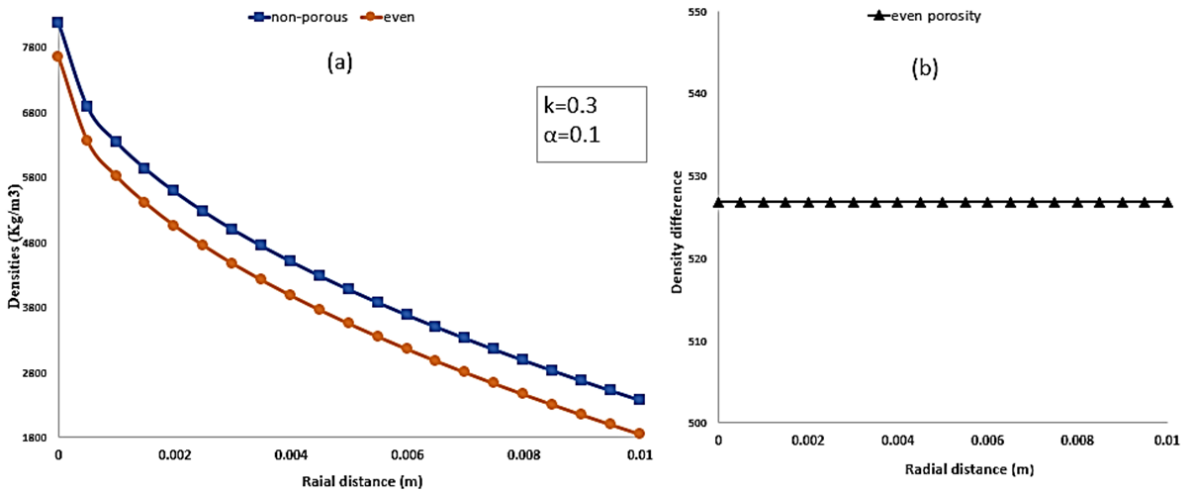 non-porous even
(a)
k=0.3
α=0.1
7800
6800
5800
4800
3800
2800
1800
Densities (Kg/m3)
0 0.002 0.004 0.006 0.008 0.01
Raial distance (m)
even porosity
(b)
550
540
530
520
510
500
Density difference
0 0.002 0.004 0.006 0.008 0.01
Radial distance (m)